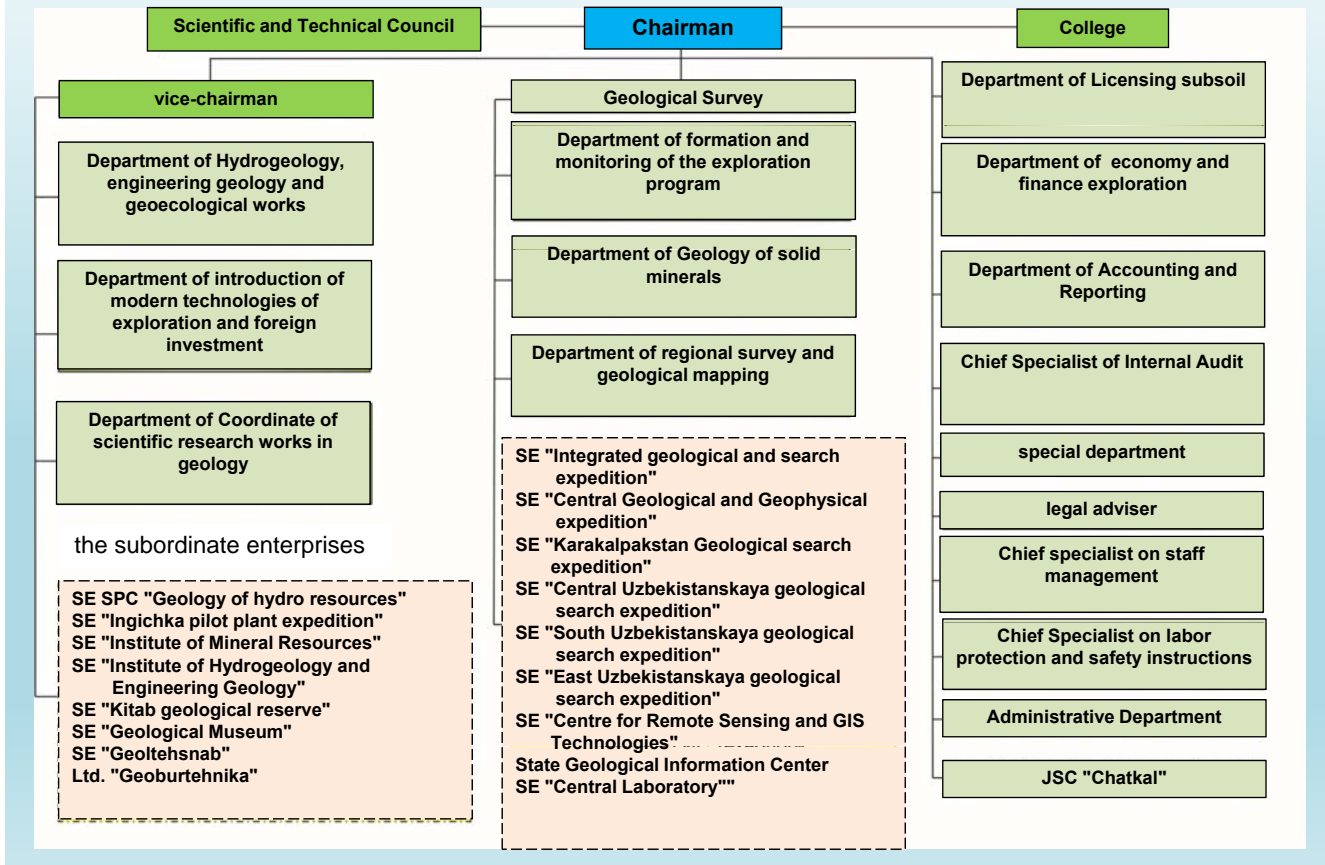 Scientific and Technical Council
Chairman
College
vice-chairman
Department of Hydrogeology,
engineering geology and
geoecological works
Department of introduction of
modern technologies of
exploration and foreign
investment
Department of Coordinate of
scientific research works in
geology
the subordinate enterprises
SE SPC "Geology of hydro resources"
SE "Ingichka pilot plant expedition"
SE "Institute of Mineral Resources"
SE "Institute of Hydrogeology and
Engineering Geology"
SE "Kitab geological reserve"
SE "Geological Museum"
SE "Geoltehsnab"
Ltd. "Geoburtehnika"
Geological Survey
Department of formation and
monitoring of the exploration
program
Department of Geology of solid
minerals
Department of regional survey and
geological mapping
SE "Integrated geological and search
expedition"
SE "Central Geological and Geophysical
expedition"
SE "Karakalpakstan Geological search
expedition"
SE "Central Uzbekistanskaya geological
search expedition"
SE "South Uzbekistanskaya geological
search expedition"
SE "East Uzbekistanskaya geological
search expedition"
SE "Centre for Remote Sensing and GIS
Technologies"
State Geological Information Center
SE "Central Laboratory""
Department of Licensing subsoil
Department of economy and
finance exploration
Department of Accounting and
Reporting
Chief Specialist of Internal Audit
special department
legal adviser
Chief specialist on staff
management
Chief Specialist on labor
protection and safety instructions
Administrative Department
JSC "Chatkal"